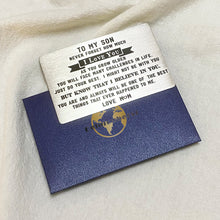 TO MY SON
NEVER FORGET HOW MUCH
I Love You
AS YOU GROW OLDER
YOU WILL FACE MANY CHALLENGES IN LIFE.
JUST DO YOUR BEST. I MIGHT NOT BE WITH YOU
BUT KNOW THAT I BELIEVE IN YOU.
YOU ARE AND ALWAYS WILL BE ONE OF THE BEST
THINGS THAT EVER HAPPENED TO ME.
LOVE MOM